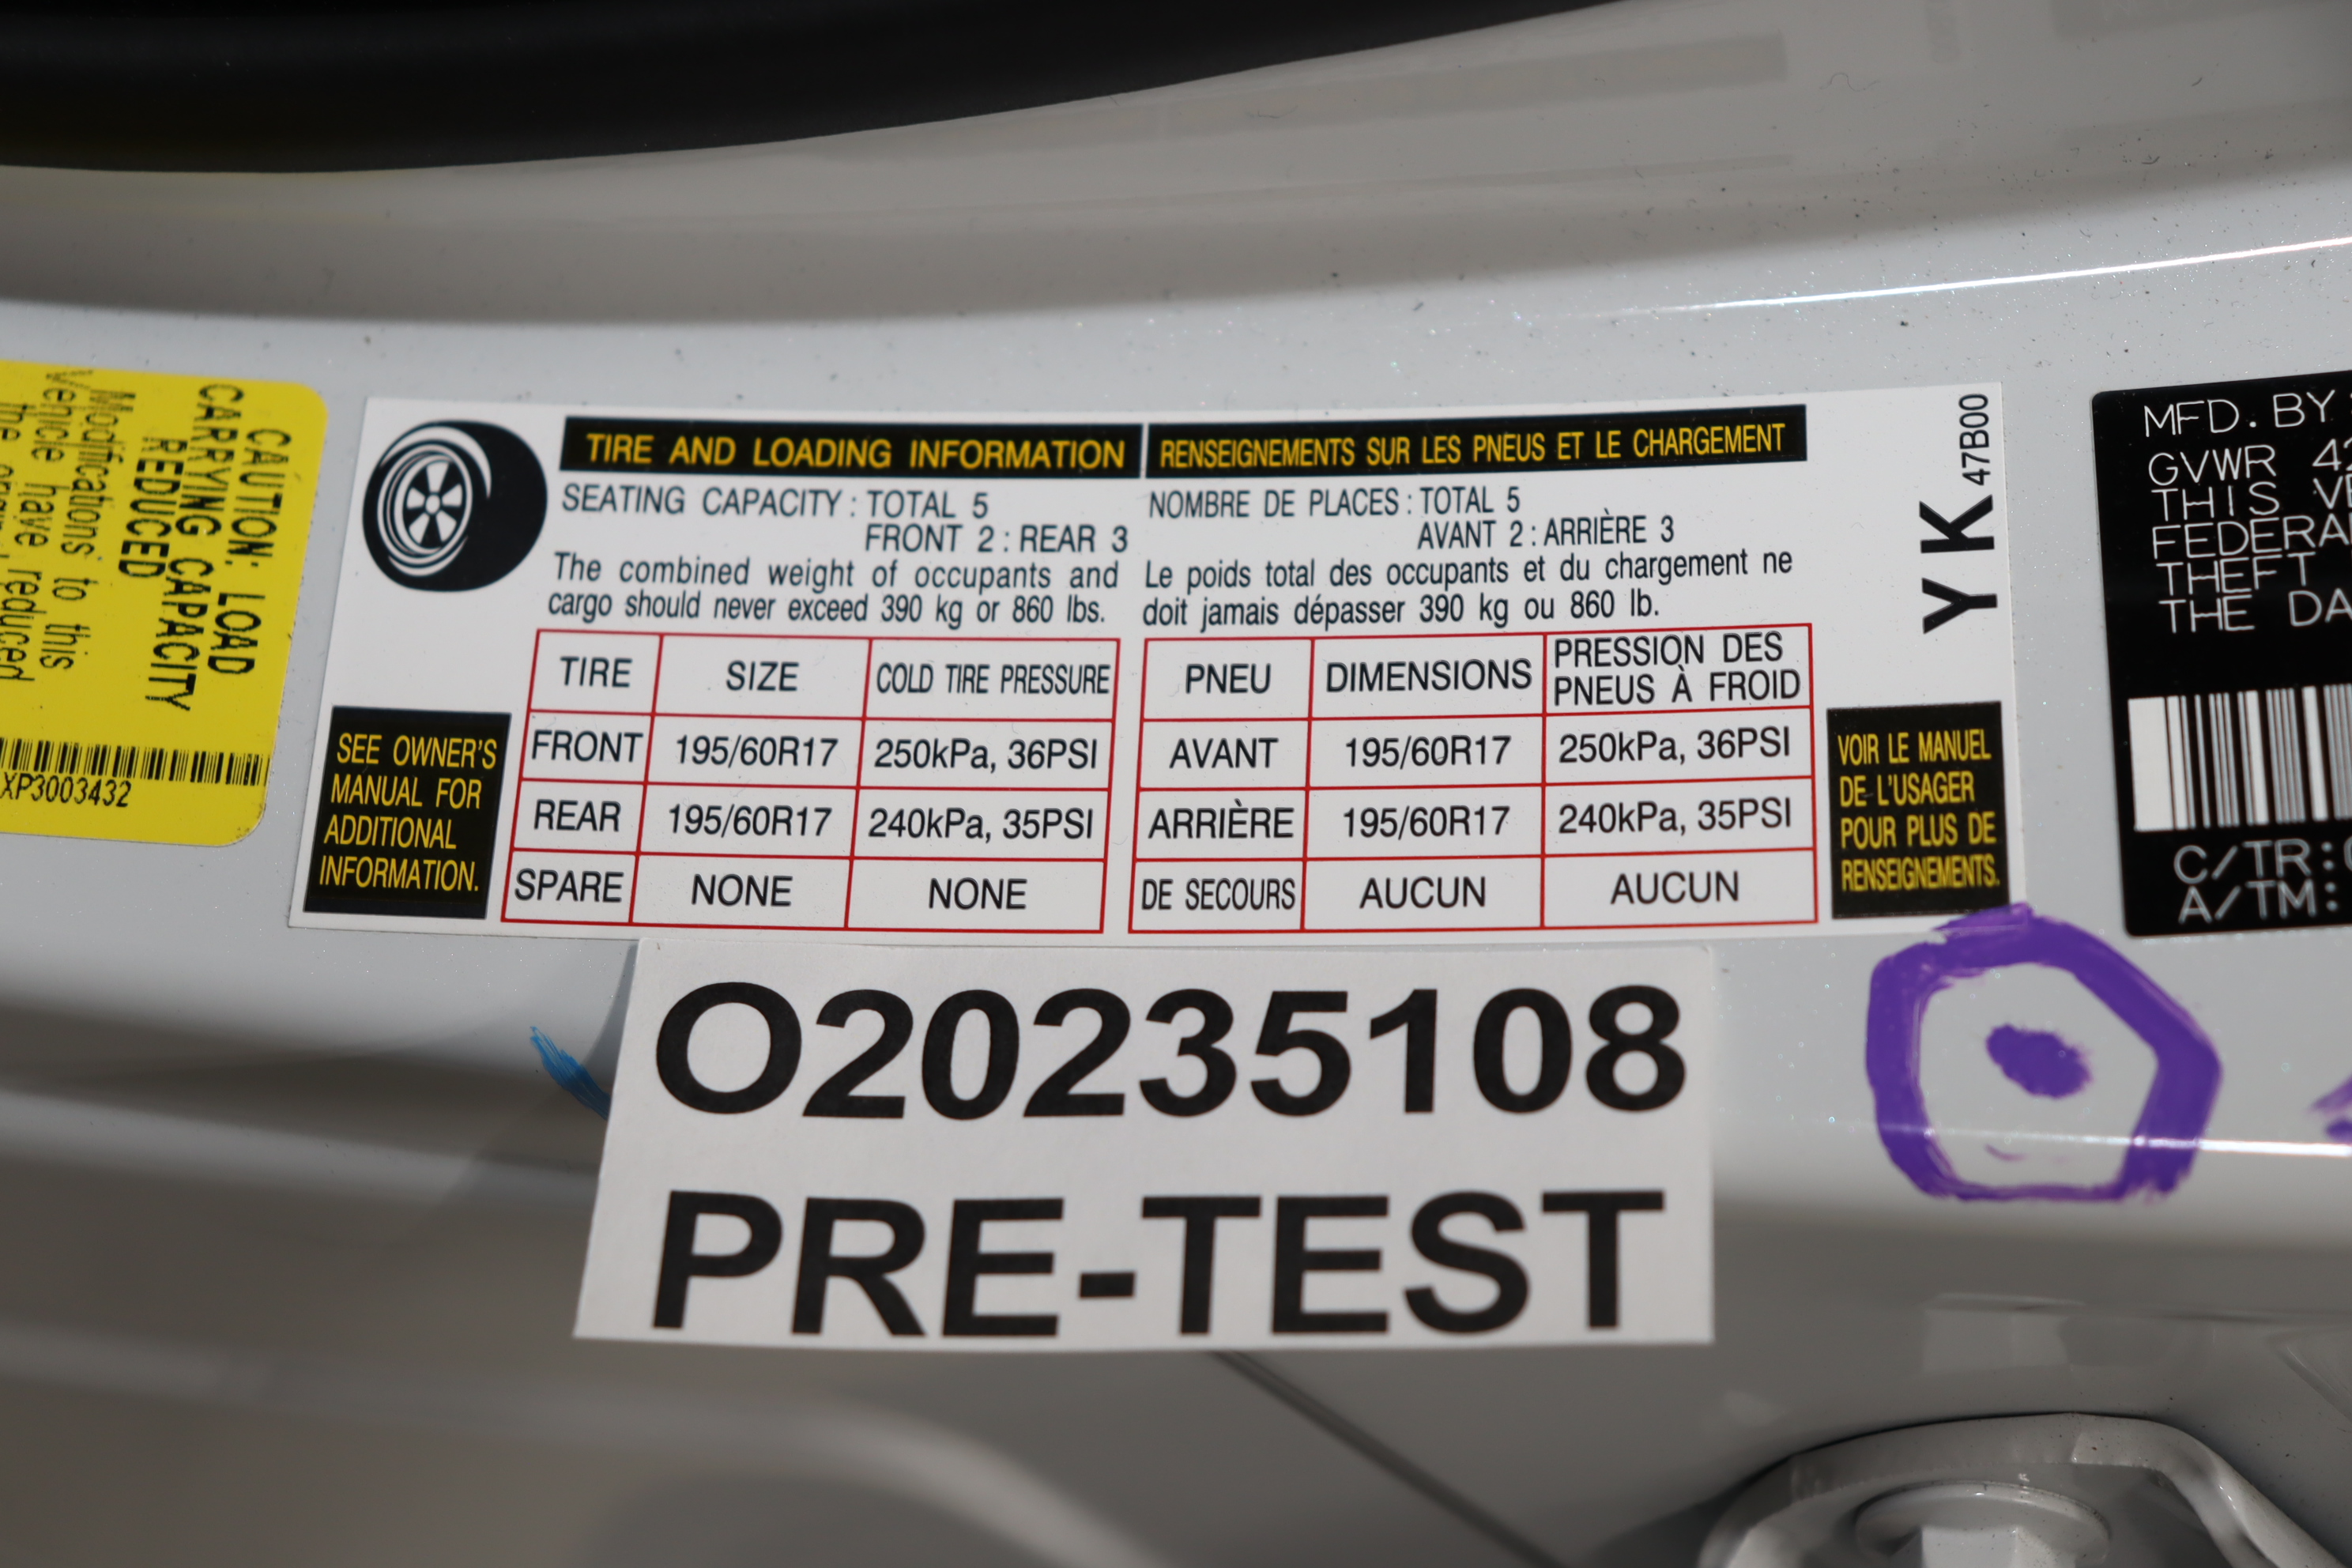 CAUTION: LOAD
CARRYING CAPACITY
REDUCED
Modifications to this
vehicle have reduced
the
XP3003432
TIRE AND LOADING INFORMATION
SEATING CAPACITY : TOTAL 5
FRONT 2 : REAR 3
The combined weight of occupants and
cargo should never exceed 390 kg or 860 lbs.
TIRE SIZE COLD TIRE PRESSURE
FRONT 195/60R17 250kPa, 36PSI
REAR 195/60R17 240kPa, 35PSI
SPARE NONE NONE
SEE OWNER'S
MANUAL FOR
ADDITIONAL
INFORMATION.
RENSEIGNEMENTS SUR LES PNEUS ET LE CHARGEMENT
NOMBRE DE PLACES : TOTAL 5
AVANT 2 : ARRIÈRE 3
Le poids total des occupants et du chargement ne
doit jamais dépasser 390 kg ou 860 lb.
PNEU DIMENSIONS PRESSION DES
PNEUS À FROID
AVANT 195/60R17 250kPa, 36PSI
ARRIÈRE 195/60R17 240kPa, 35PSI
DE SECOURS AUCUN AUCUN
VOIR LE MANUEL
DE L'USAGER
POUR PLUS DE
RENSEIGNEMENTS.
YK 47B00
MFD. BY
GVWR 42
THIS VE
FEDERA
THEFT
THE DA
C/TR:
A/TM:
O20235108
PRE-TEST